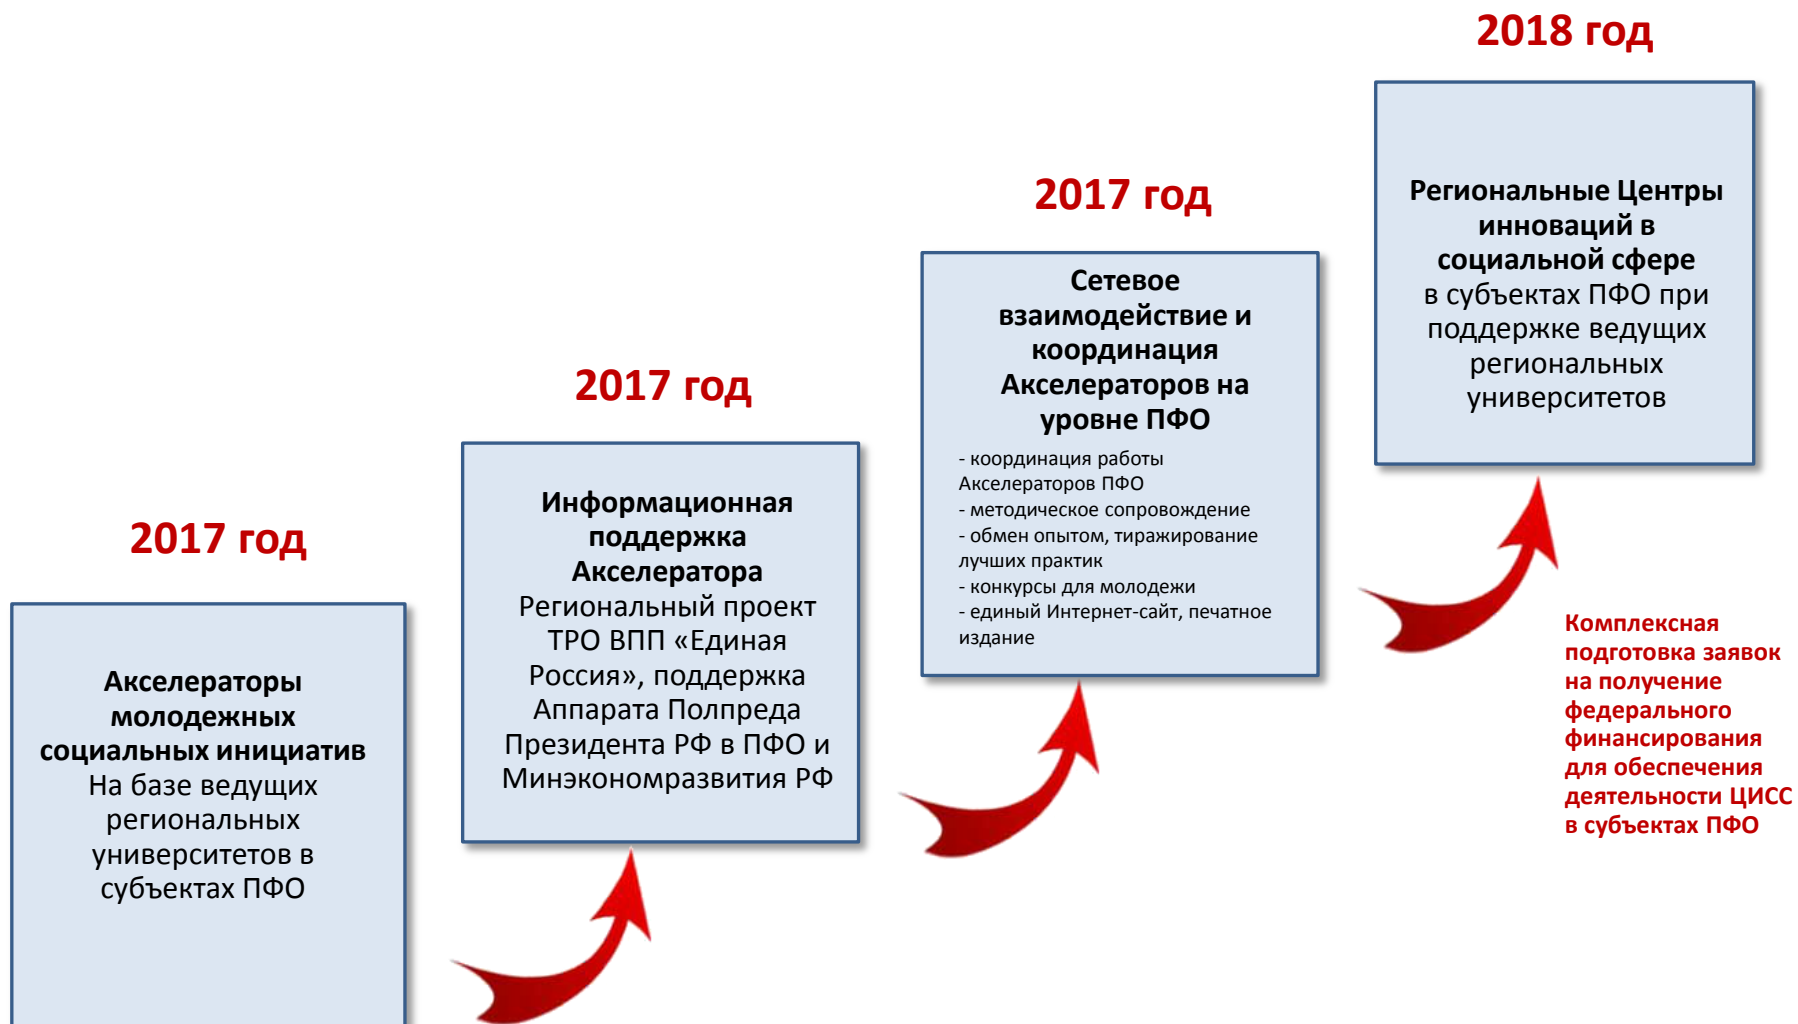 2017 год
Акселераторы
молодежных
социальных инициатив
На базе ведущих
региональных
университетов в
субъектах ПФО
2017 год
Информационная
поддержка
Акселератора
Региональный проект
ТРО ВПП «Единая
Россия», поддержка
Аппарата Полпреда
Президента РФ в ПФО и
Минэкономразвития РФ
2017 год
Сетевое
взаимодействие и
координация
Акселераторов на
уровне ПФО
- координация работы
Акселераторов ПФО
- методическое сопровождение
- обмен опытом, тиражирование
лучших практик
- конкурсы для молодежи
- единый Интернет-сайт, печатное
издание
2018 год
Региональные Центры
инноваций в
социальной сфере
в субъектах ПФО при
поддержке ведущих
региональных
университетов
Комплексная
подготовка заявок
на получение
федерального
финансирования
для обеспечения
деятельности ЦИСС
в субъектах ПФО